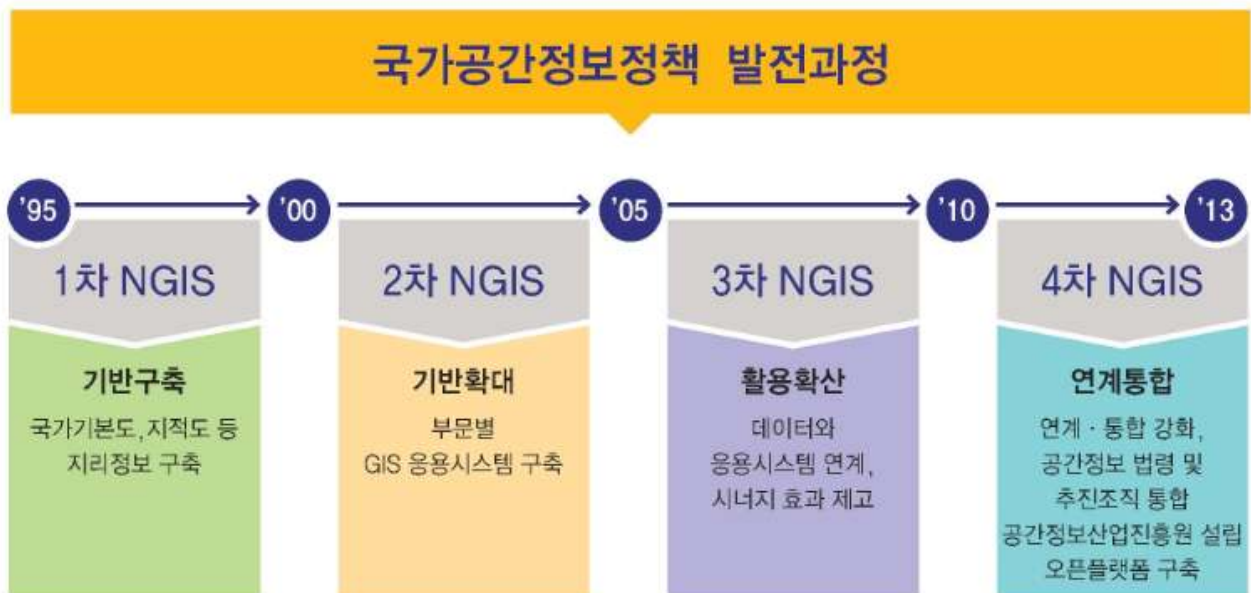 국가공간정보정책 발전과정
'95
'00
'05
'10
'13
1차 NGIS
기반구축
국가기본도, 지적도 등
지리정보 구축
2차 NGIS
기반확대
부문별
GIS 응용시스템 구축
3차 NGIS
활용확산
데이터와
응용시스템 연계,
시너지 효과 제고
4차 NGIS
연계통합
연계 · 통합 강화,
공간정보 법령 및
추진조직 통합
공간정보산업진흥원 설립
오픈플랫폼 구축